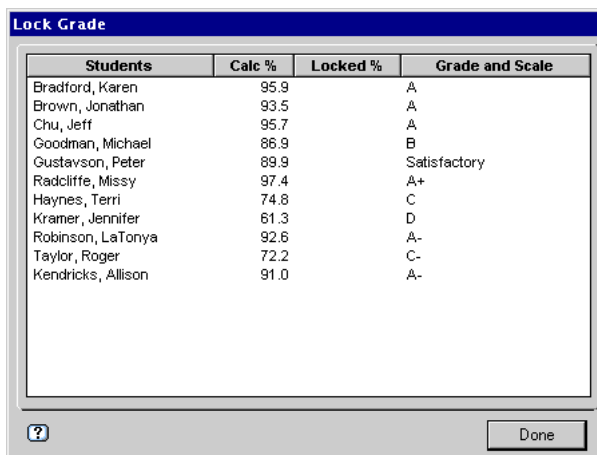 Lock Grade
Students Calc % Locked % Grade and Scale
Bradford, Karen 95.9 A
Brown, Jonathan 93.5 A
Chu, Jeff 95.7 A
Goodman, Michael 86.9 B
Gustavson, Peter 89.9 Satisfactory
Radcliffe, Missy 97.4 A+
Haynes, Terri 74.8 C
Kramer, Jennifer 61.3 D
Robinson, LaTonya 92.6 A-
Taylor, Roger 72.2 C-
Kendricks, Allison 91.0 A-
? Done